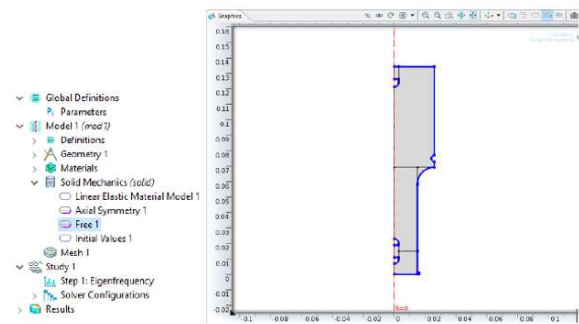 Global Definitions
Parameters
Model 1 (mod1)
Definitions
Geometry 1
Materials
Solid Mechanics (solid)
Linear Elastic Material Model 1
Axial Symmetry 1
Free 1
Initial Values 1
Mesh 1
Study 1
Step 1: Eigenfrequency
Solver Configurations
Results
Graphics
0.16
0.15
0.14
0.13
0.12
0.11
0.1
0.09
0.08
0.07
0.06
0.05
0.04
0.03
0.02
0.01
0
-0.01
-0.02
r=0
-0.1 -0.08 -0.06 -0.04 -0.02 0 0.02 0.04 0.06 0.08 0.1